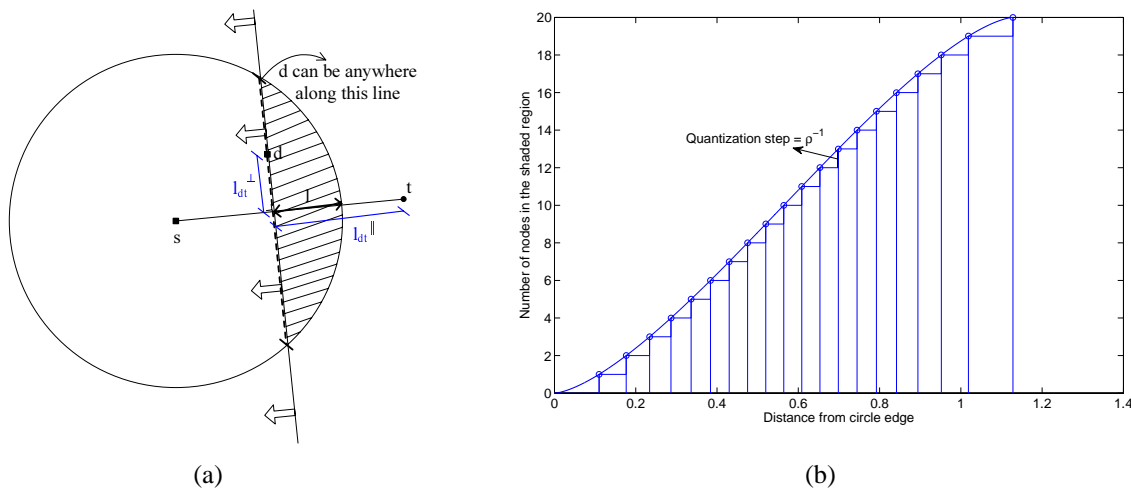 d can be anywhere
along this line
d
l_dt^⊥
l
t
s
l_dt^∥
(a)
20
18
16
14
12
10
8
6
4
2
0
Number of nodes in the shaded region
Quantization step = ρ^-1
0
0.2
0.4
0.6
0.8
1
1.2
1.4
Distance from circle edge
(b)